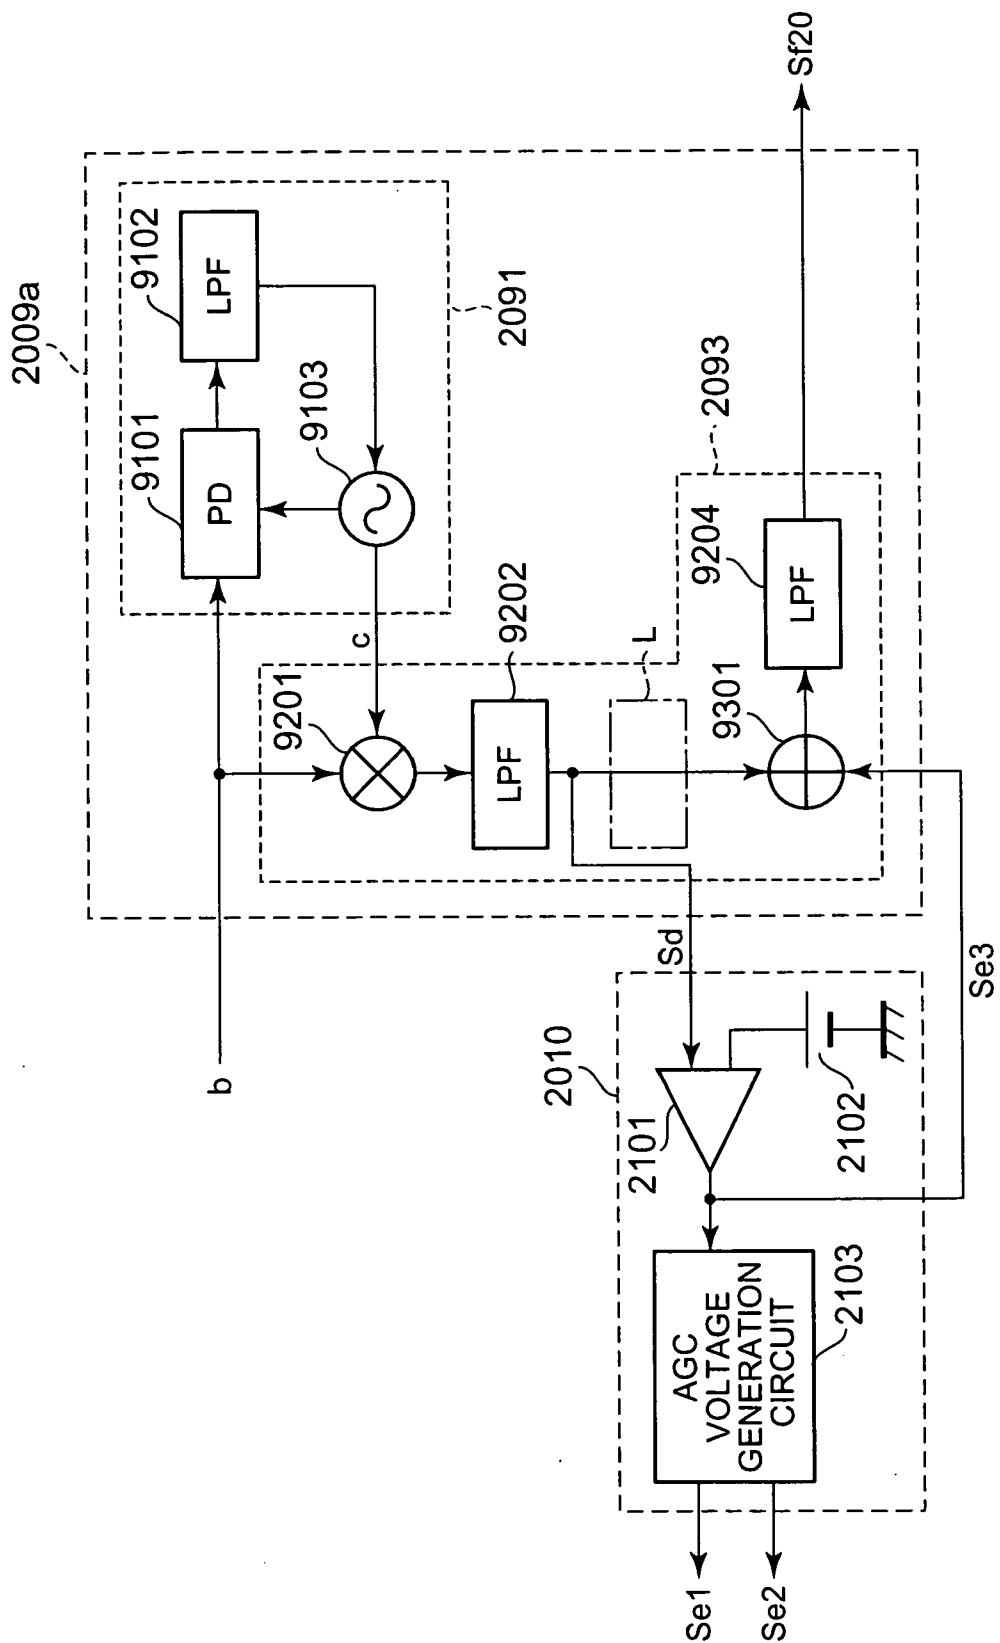 2009a
9101
PD
9102
LPF
9103
2091
b
c
9201
9202
LPF
L
2093
9301
9204
LPF
Sf20
Sd
Se3
2010
2101
2102
AGC
VOLTAGE
GENERATION
CIRCUIT
2103
Se1
Se2